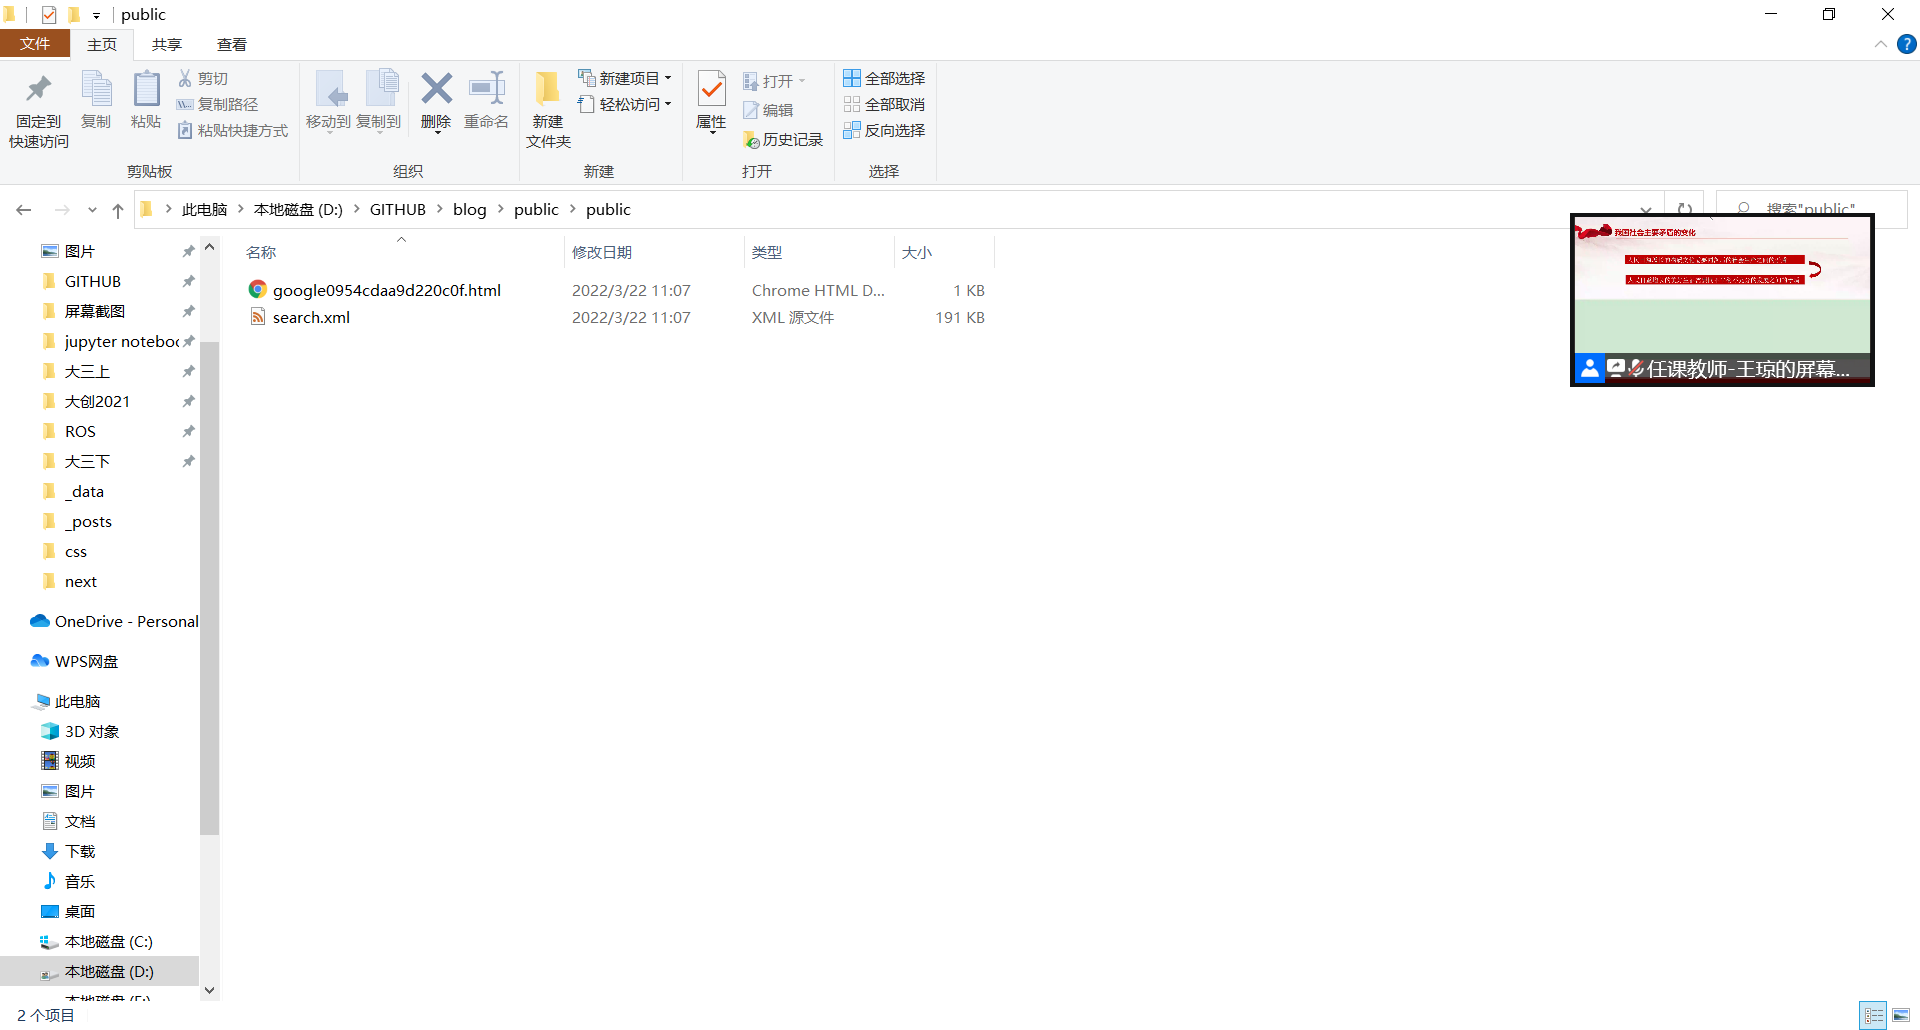 public
文件
主页
共享
查看
固定到
快速访问
复制
粘贴
剪切
复制路径
粘贴快捷方式
剪贴板
移动到
复制到
删除
重命名
组织
新建
文件夹
新建项目
轻松访问
新建
属性
打开
编辑
历史记录
打开
全部选择
全部取消
反向选择
选择
此电脑 > 本地磁盘 (D:) > GITHUB > blog > public > public
搜索"public"
图片
GITHUB
屏幕截图
jupyter noteboo
大三上
大创2021
ROS
大三下
_data
_posts
css
next
OneDrive - Personal
WPS网盘
此电脑
3D 对象
视频
图片
文档
下载
音乐
桌面
本地磁盘 (C:)
本地磁盘 (D:)
名称 修改日期 类型 大小
google0954cdaa9d220c0f.html 2022/3/22 11:07 Chrome HTML D... 1 KB
search.xml 2022/3/22 11:07 XML 源文件 191 KB
我国社会主要矛盾的变化
任课教师-王琼的屏幕...
2 个项目